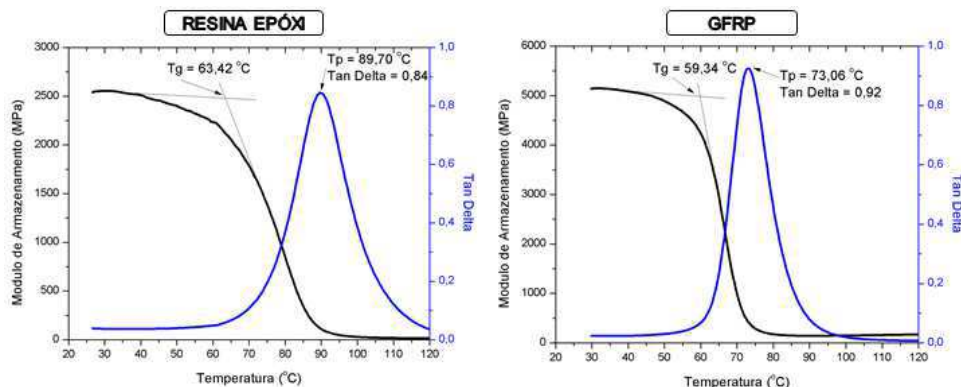 RESINA EPÓXI
3000
2500
2000
1500
1000
500
0
Modulo de Armazenamento (MPa)
Tg = 63,42 °C
Tp = 89,70 °C
Tan Delta = 0,84
1,0
0,8
0,6
0,4
0,2
0,0
Tan Delta
20 30 40 50 60 70 80 90 100 110 120
Temperatura (°C)
GFRP
6000
5000
4000
3000
2000
1000
0
Modulo de Armazenamento (MPa)
Tg = 59,34 °C
Tp = 73,06 °C
Tan Delta = 0,92
1,0
0,8
0,6
0,4
0,2
0,0
Tan Delta
20 30 40 50 60 70 80 90 100 110 120
Temperatura (°C)